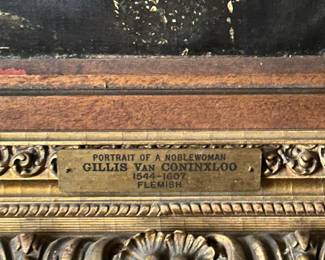 PORTRAIT OF A NOBLEWOMAN
GILLIS VAN CONINXLOO
1544-1607
FLEMISH